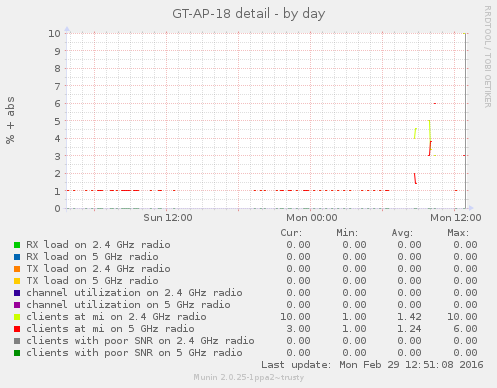 GT-AP-18 detail - by day
RRDTOOL / TOBI OETIKER
% + abs
10
9
8
7
6
5
4
3
2
1
0
Sun 12:00 Mon 00:00 Mon 12:00
Cur: Min: Avg: Max:
RX load on 2.4 GHz radio 0.00 0.00 0.00 0.00
RX load on 5 GHz radio 0.00 0.00 0.00 0.00
TX load on 2.4 GHz radio 0.00 0.00 0.00 0.00
TX load on 5 GHz radio 0.00 0.00 0.00 0.00
channel utilization on 2.4 GHz radio 0.00 0.00 0.00 0.00
channel utilization on 5 GHz radio 0.00 0.00 0.00 0.00
clients at mi on 2.4 GHz radio 10.00 1.00 1.42 10.00
clients at mi on 5 GHz radio 3.00 1.00 1.24 6.00
clients with poor SNR on 2.4 GHz radio 0.00 0.00 0.00 0.00
clients with poor SNR on 5 GHz radio 0.00 0.00 0.00 0.00
Last update: Mon Feb 29 12:51:08 2016
Munin 2.0.25-1ppa2~trusty